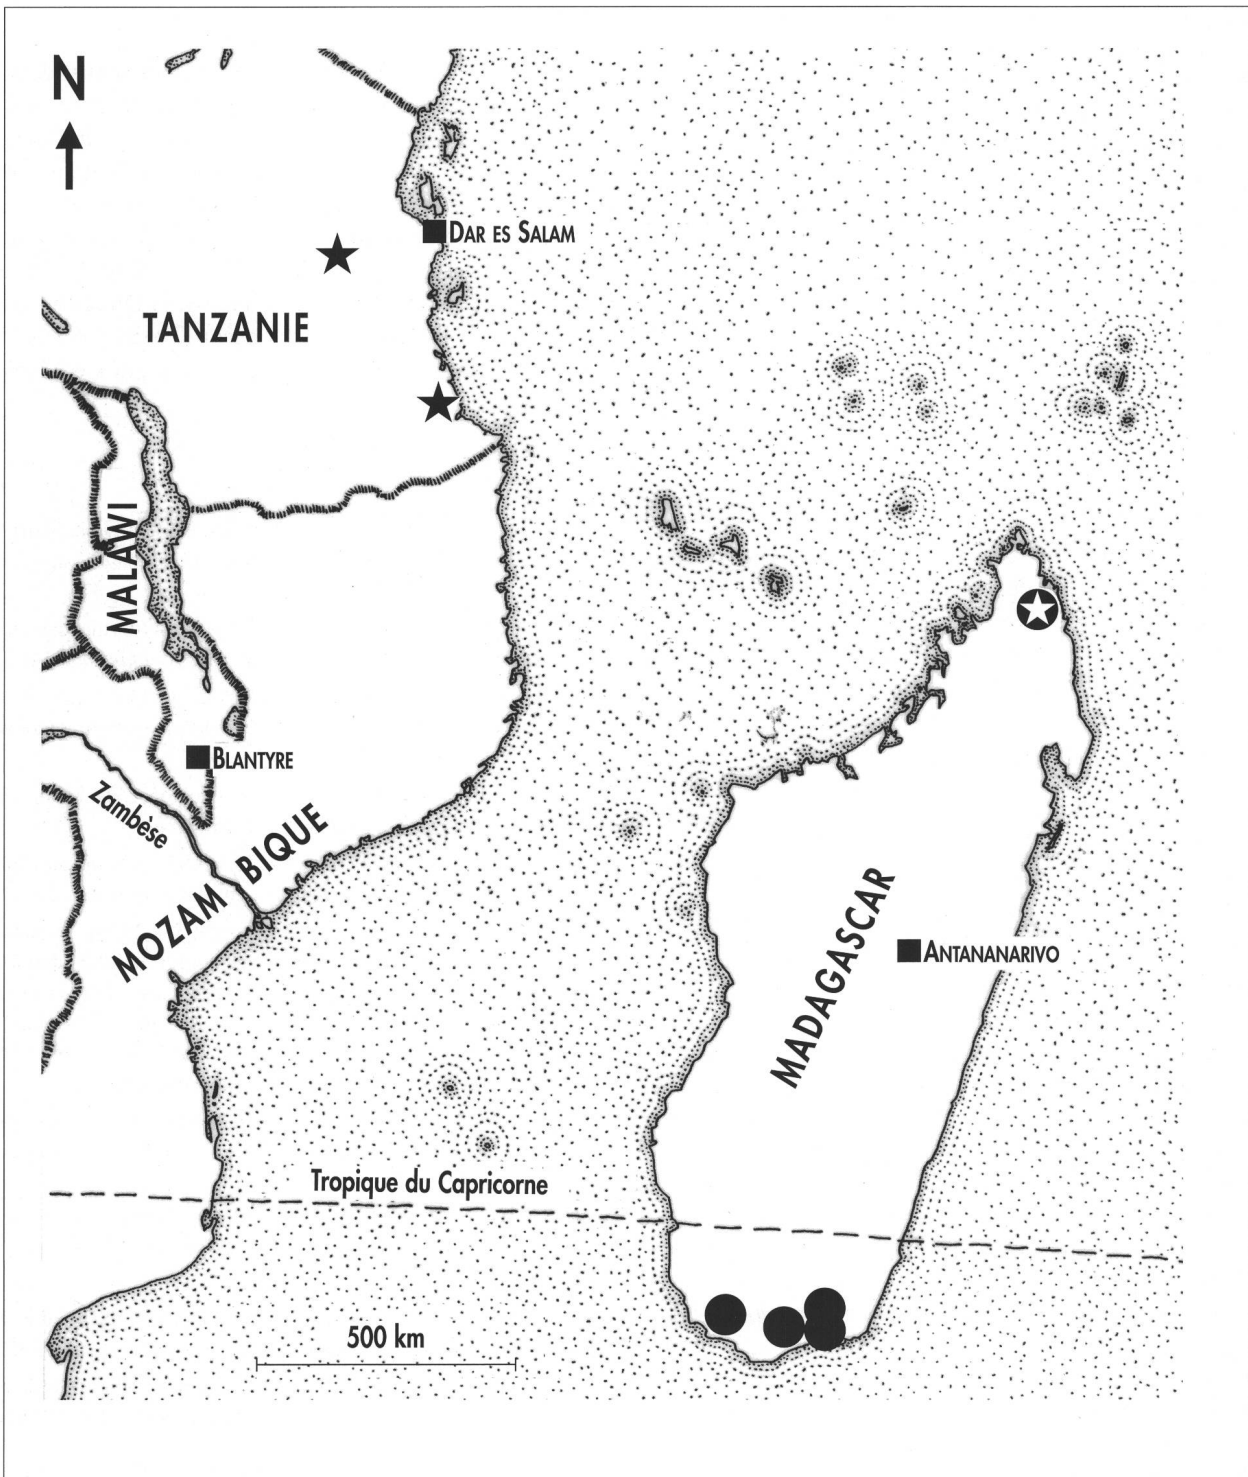 N
DAR ES SALAM
TANZANIE
MALAWI
BLANTYRE
Zambèse
MOZAM BIQUE
MADAGASCAR
ANTANANARIVO
Tropique du Capricorne
500 km